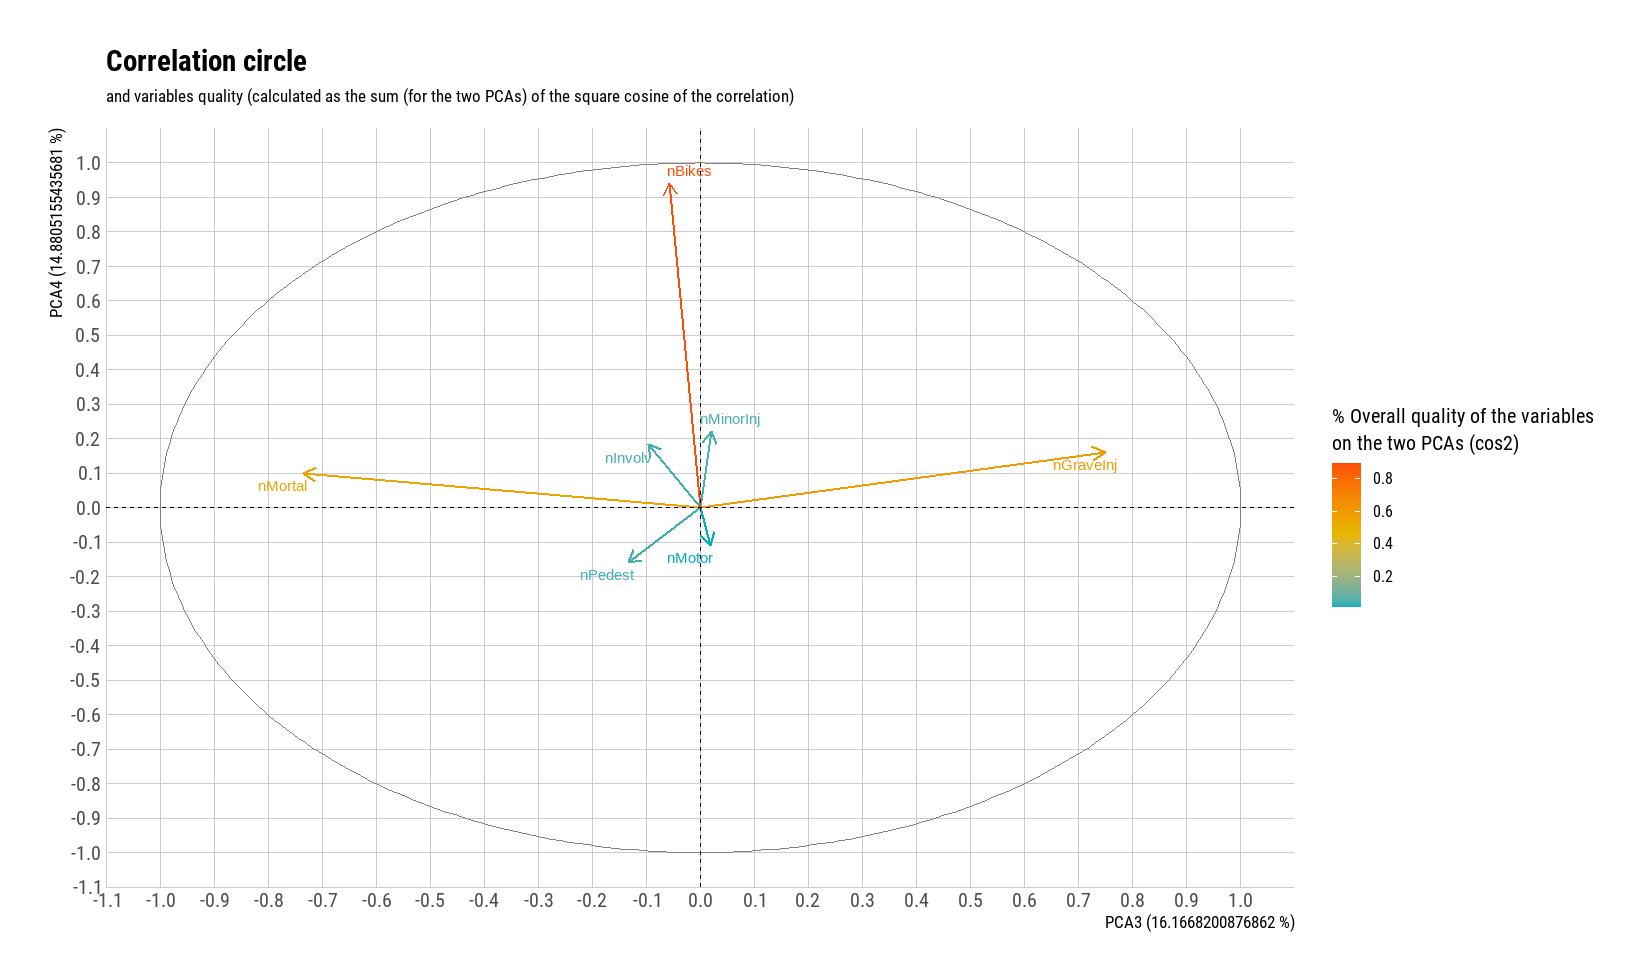 Correlation circle
and variables quality (calculated as the sum (for the two PCAs) of the square cosine of the correlation)
PCA4 (14.8805155435681 %)
1.0
0.9
0.8
0.7
0.6
0.5
0.4
0.3
0.2
0.1
0.0
-0.1
-0.2
-0.3
-0.4
-0.5
-0.6
-0.7
-0.8
-0.9
-1.0
-1.1
nBikes
nMinorInj
nInvolv
nGraveInj
nMortal
nMotor
nPedest
-1.1 -1.0 -0.9 -0.8 -0.7 -0.6 -0.5 -0.4 -0.3 -0.2 -0.1 0.0 0.1 0.2 0.3 0.4 0.5 0.6 0.7 0.8 0.9 1.0
PCA3 (16.1668200876862 %)
% Overall quality of the variables
on the two PCAs (cos2)
0.8
0.6
0.4
0.2